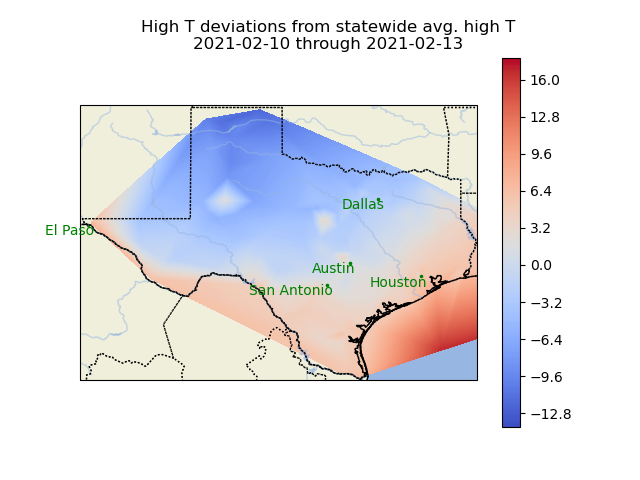 High T deviations from statewide avg. high T
2021-02-10 through 2021-02-13
16.0
12.8
9.6
6.4
3.2
0.0
−3.2
−6.4
−9.6
−12.8
Dallas
El Paso
Austin
Houston
San Antonio